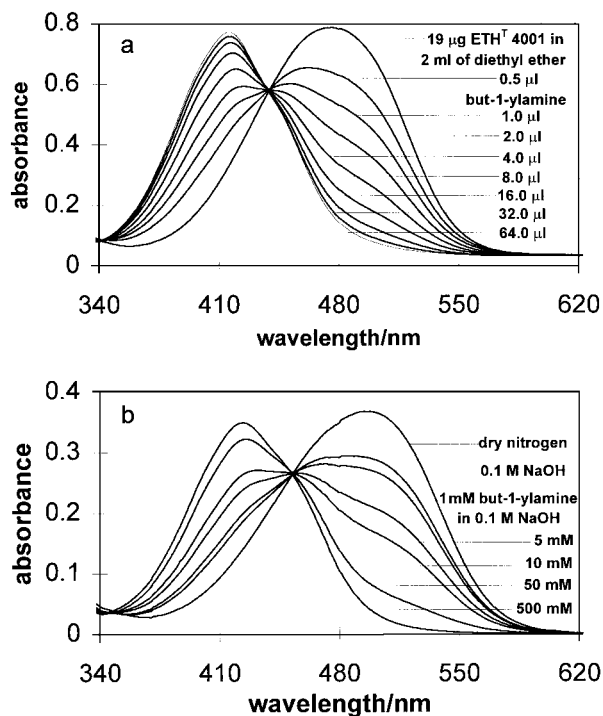 a
19 µg ETHᵀ 4001 in
2 ml of diethyl ether
0.5 µl
but-1-ylamine
1.0 µl
2.0 µl
4.0 µl
8.0 µl
16.0 µl
32.0 µl
64.0 µl
0.8
0.6
0.4
0.2
0
absorbance
340 410 480 550 620
wavelength/nm
b
dry nitrogen
0.1 M NaOH
1mM but-1-ylamine
in 0.1 M NaOH
5 mM
10 mM
50 mM
500 mM
0.4
0.3
0.2
0.1
0
absorbance
340 410 480 550 620
wavelength/nm